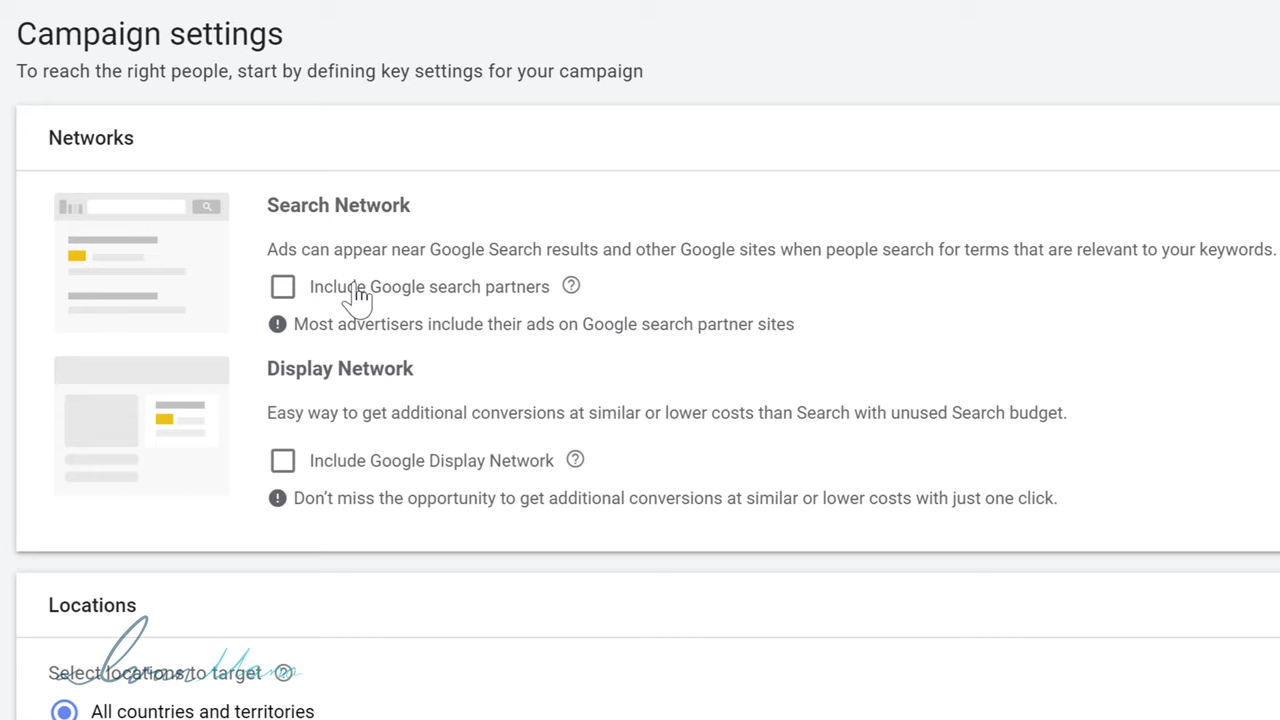 Campaign settings
To reach the right people, start by defining key settings for your campaign
Networks
Search Network
Ads can appear near Google Search results and other Google sites when people search for terms that are relevant to your keywords.
Include Google search partners
Most advertisers include their ads on Google search partner sites
Display Network
Easy way to get additional conversions at similar or lower costs than Search with unused Search budget.
Include Google Display Network
Don't miss the opportunity to get additional conversions at similar or lower costs with just one click.
Locations
Select locations to target
All countries and territories